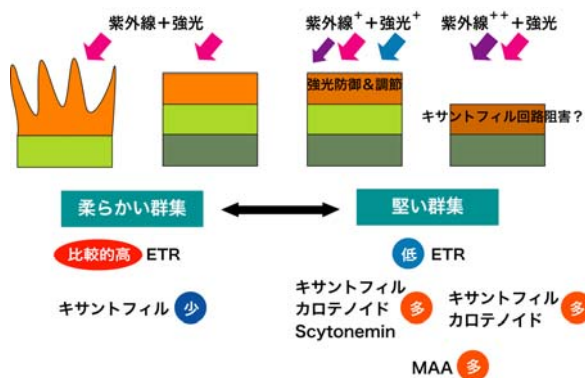 紫外線+強光
紫外線⁺+強光⁺
紫外線⁺⁺+強光
強光防御&調節
キサントフィル回路阻害?
柔らかい群集
堅い群集
比較的高 ETR
低 ETR
キサントフィル 少
キサントフィル
カロテノイド
Scytonemin
多
キサントフィル
カロテノイド
多
MAA 多